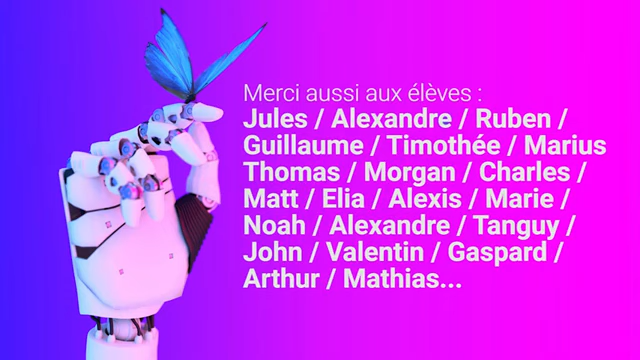 Merci aussi aux élèves :
Jules / Alexandre / Ruben /
Guillaume / Timothée / Marius
Thomas / Morgan / Charles /
Matt / Elia / Alexis / Marie /
Noah / Alexandre / Tanguy /
John / Valentin / Gaspard /
Arthur / Mathias...